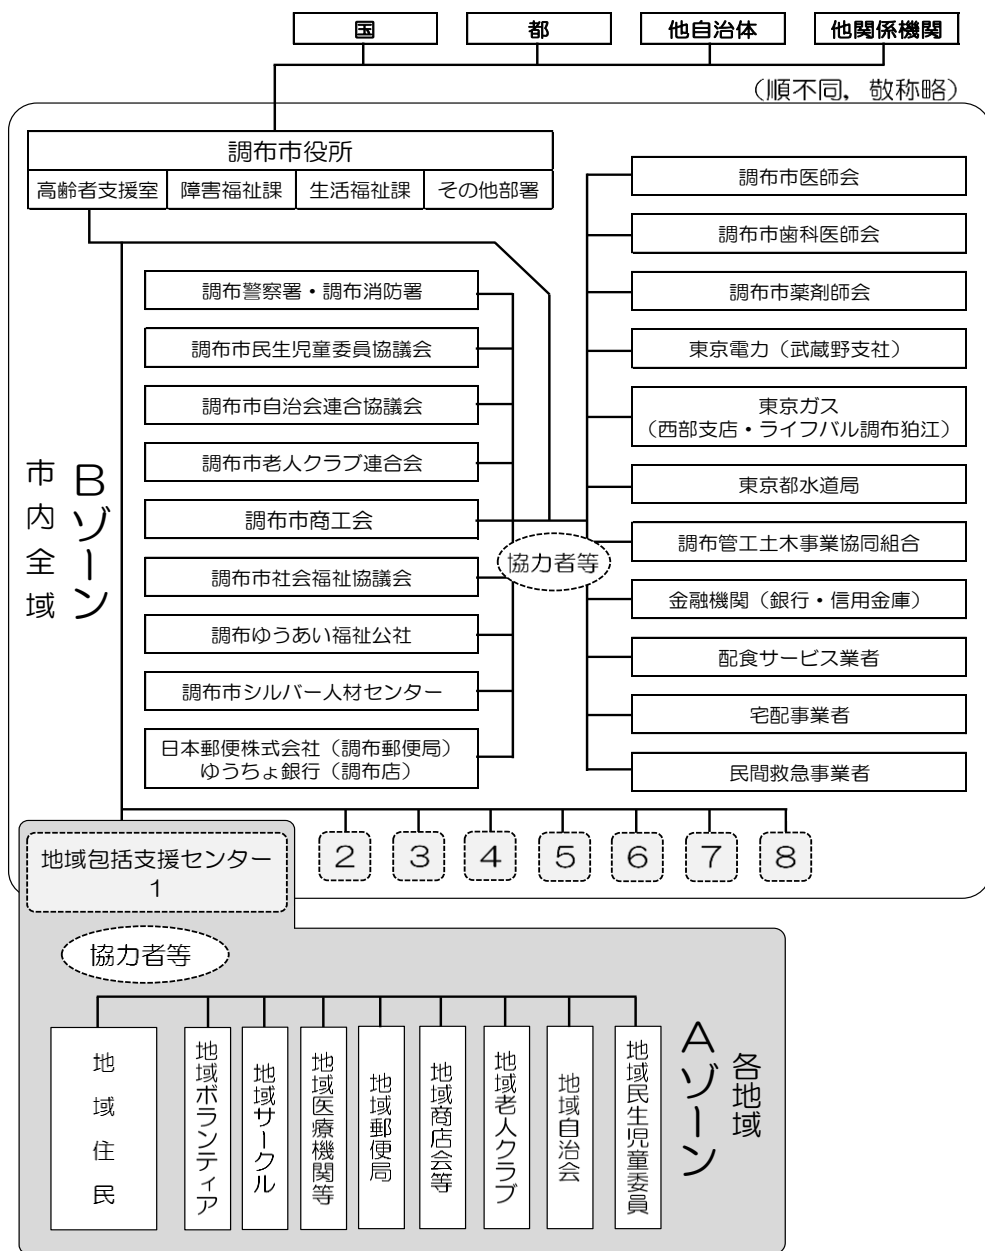 国
都
他自治体
他関係機関
（順不同，敬称略）
調布市役所
高齢者支援室
障害福祉課
生活福祉課
その他部署
調布警察署・調布消防署
調布市民生児童委員協議会
調布市自治会連合協議会
調布市老人クラブ連合会
調布市商工会
調布市社会福祉協議会
調布ゆうあい福祉公社
調布市シルバー人材センター
日本郵便株式会社（調布郵便局）
ゆうちょ銀行（調布店）
協力者等
調布市医師会
調布市歯科医師会
調布市薬剤師会
東京電力（武蔵野支社）
東京ガス
（西部支店・ライフバル調布狛江）
東京都水道局
調布管工土木事業協同組合
金融機関（銀行・信用金庫）
配食サービス業者
宅配事業者
民間救急事業者
Bゾーン
市内全域
地域包括支援センター
1
2
3
4
5
6
7
8
協力者等
地域住民
地域ボランティア
地域サークル
地域医療機関等
地域郵便局
地域商店会等
地域老人クラブ
地域自治会
地域民生児童委員
Aゾーン
各地域